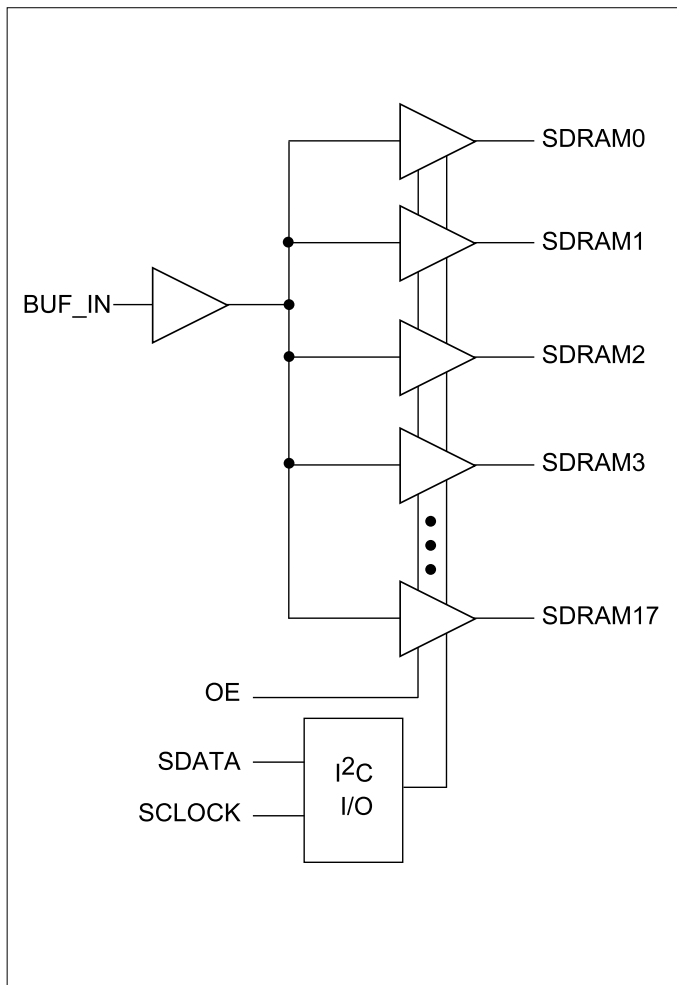 SDRAM0
SDRAM1
BUF_IN
SDRAM2
SDRAM3
SDRAM17
OE
SDATA
SCLOCK
I²C
I/O